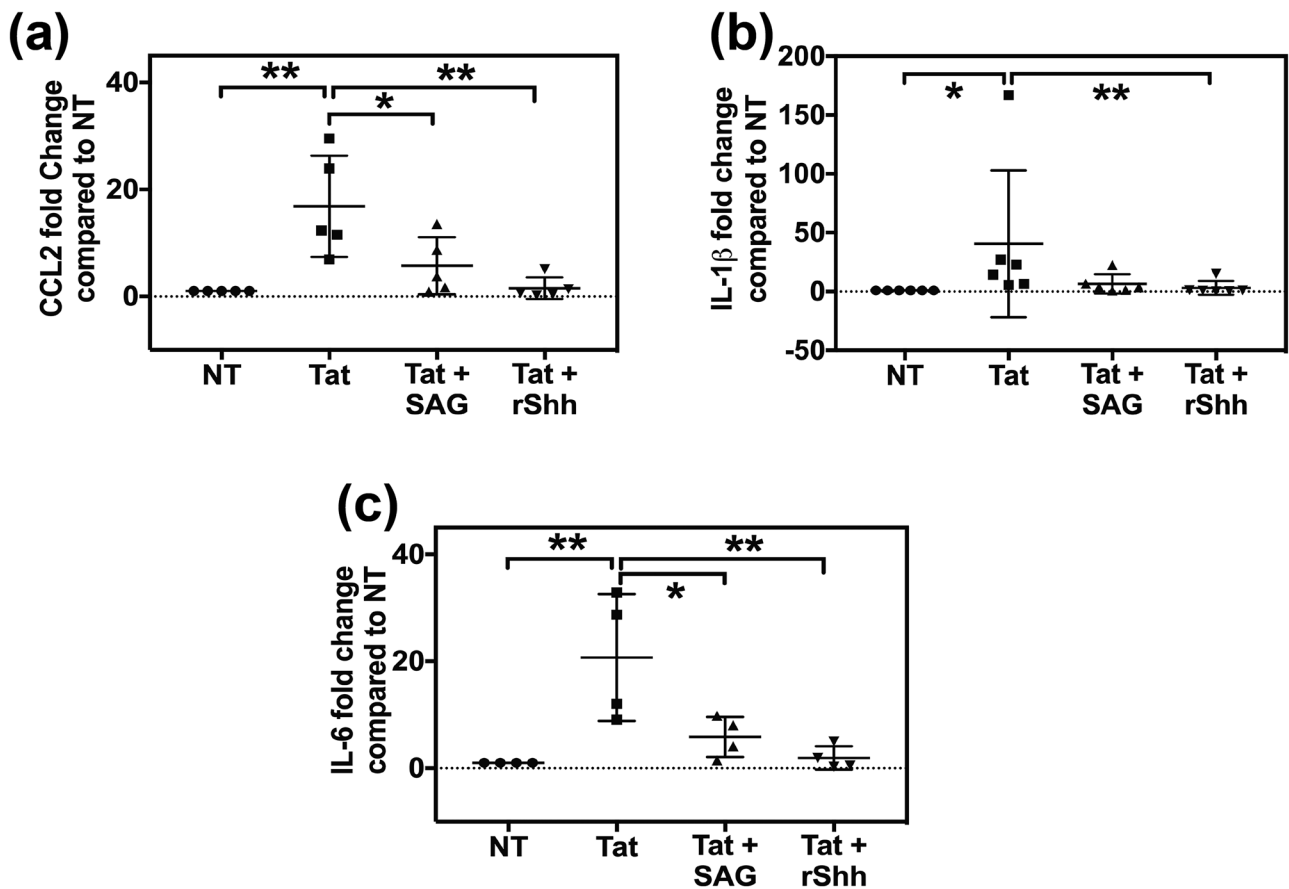 (a)
CCL2 fold Change
compared to NT
40
20
0
**
**
*
NT
Tat
Tat +
SAG
Tat +
rShh
(b)
IL-1β fold change
compared to NT
200
150
100
50
0
-50
*
**
NT
Tat
Tat +
SAG
Tat +
rShh
(c)
IL-6 fold change
compared to NT
40
20
0
**
**
*
NT
Tat
Tat +
SAG
Tat +
rShh